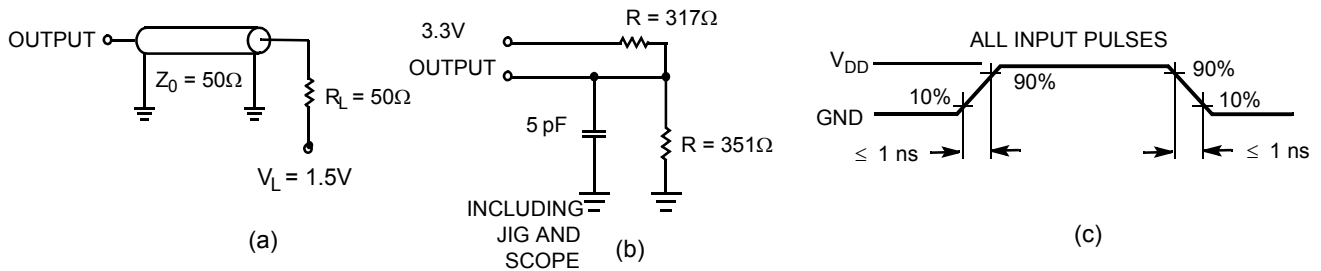 OUTPUT
Z0 = 50Ω
RL = 50Ω
VL = 1.5V
(a)
R = 317Ω
3.3V
OUTPUT
5 pF
R = 351Ω
INCLUDING
JIG AND
SCOPE
(b)
ALL INPUT PULSES
VDD
90%
90%
10%
10%
GND
≤ 1 ns
≤ 1 ns
(c)